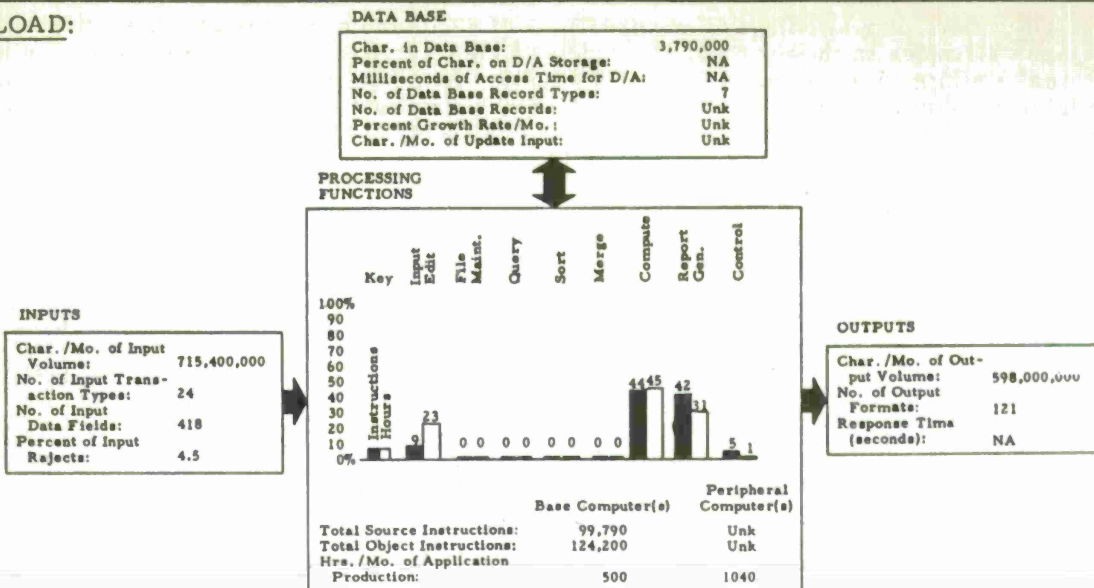 LOAD:
DATA BASE
Char. in Data Base: 3,790,000
Percent of Char. on D/A Storage: NA
Milliseconds of Access Time for D/A: NA
No. of Data Base Record Types: 7
No. of Data Base Records: Unk
Percent Growth Rate/Mo.: Unk
Char. /Mo. of Update Input: Unk
PROCESSING
FUNCTIONS
Key
Input
Edit
File
Maint.
Query
Sort
Merge
Compute
Report
Gen.
Control
100%
90
80
70
60
50
40
30
20
10
0%
Instructions
Hours
9 23 0 0 0 0 0 0 0 0 44 45 42 31 5 1
INPUTS
Char. /Mo. of Input
Volume: 715,400,000
No. of Input Trans-
action Types: 24
No. of Input
Data Fields: 418
Percent of Input
Rejects: 4.5
OUTPUTS
Char. /Mo. of Out-
put Volume: 598,000,000
No. of Output
Formats: 121
Response Time
(seconds): NA
Peripheral
Base Computer(s) Computer(s)
Total Source Instructions: 99,790 Unk
Total Object Instructions: 124,200 Unk
Hrs. /Mo. of Application
Production: 500 1040